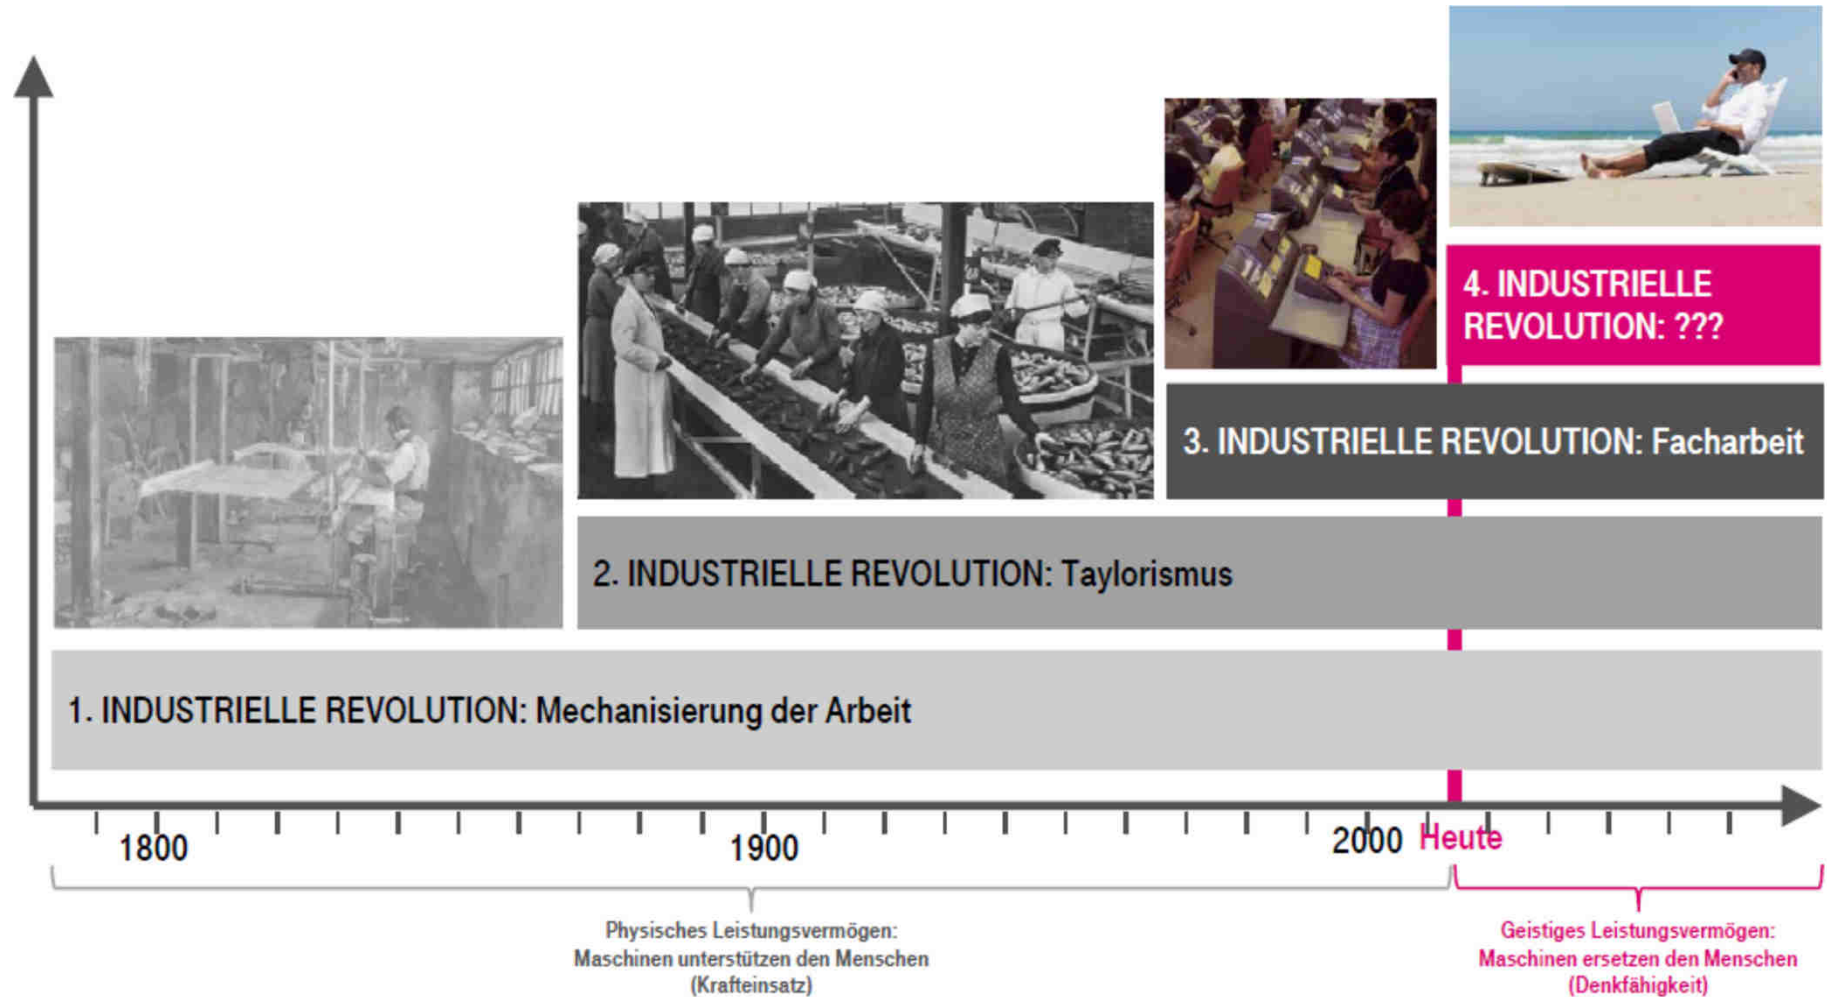 4. INDUSTRIELLE
REVOLUTION: ???
3. INDUSTRIELLE REVOLUTION: Facharbeit
2. INDUSTRIELLE REVOLUTION: Taylorismus
1. INDUSTRIELLE REVOLUTION: Mechanisierung der Arbeit
1800
1900
2000
Heute
Physisches Leistungsvermögen:
Maschinen unterstützen den Menschen
(Krafteinsatz)
Geistiges Leistungsvermögen:
Maschinen ersetzen den Menschen
(Denkfähigkeit)